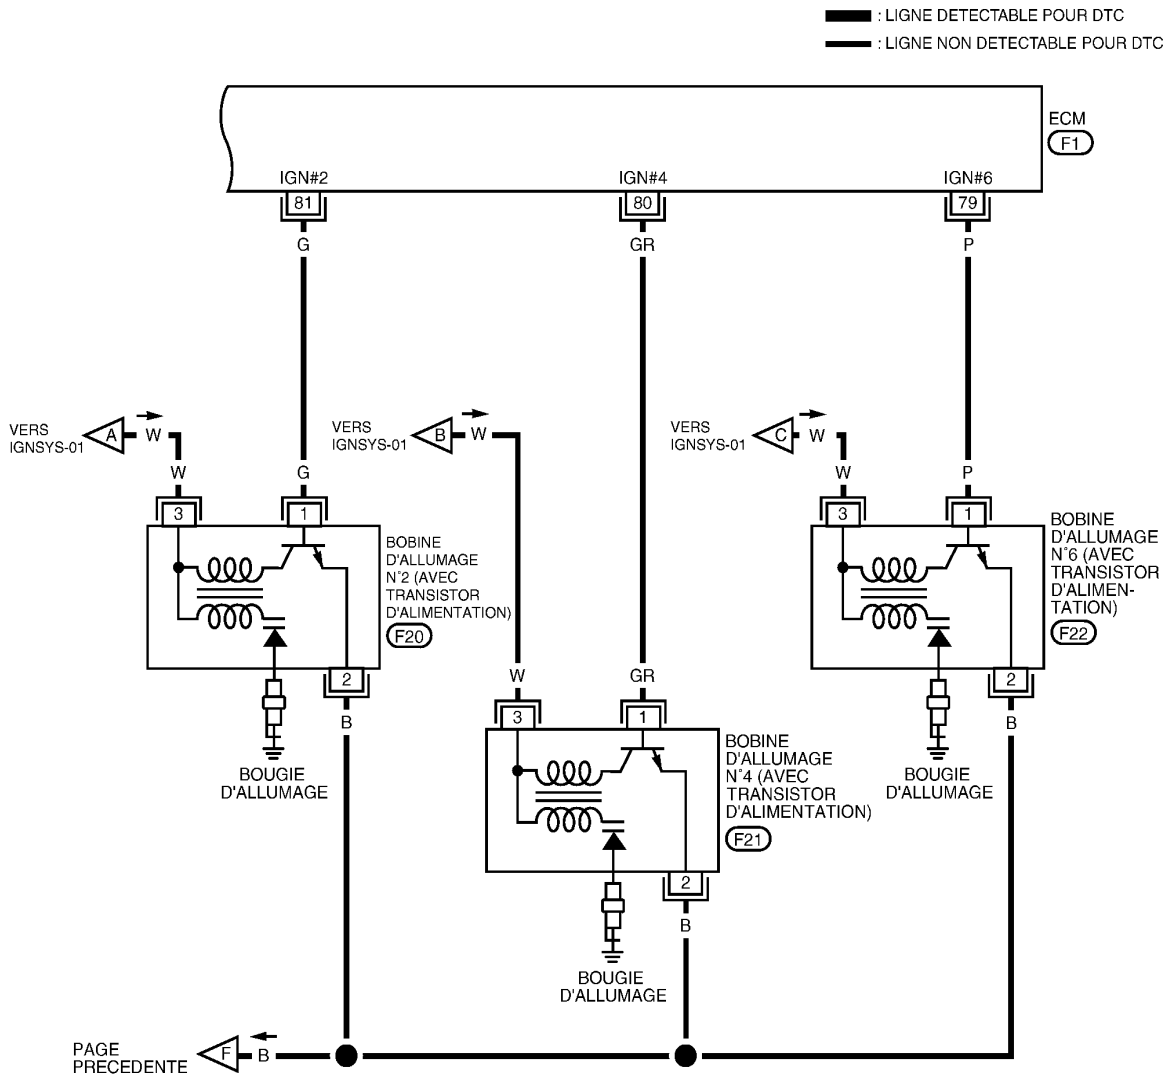 : LIGNE DETECTABLE POUR DTC
: LIGNE NON DETECTABLE POUR DTC
ECM
F1
IGN#2
IGN#4
IGN#6
81
80
79
G
GR
P
VERS
IGNSYS-01
A
W
VERS
IGNSYS-01
B
W
VERS
IGNSYS-01
C
W
W
G
W
P
3
1
3
1
BOBINE
D'ALLUMAGE
N°2 (AVEC
TRANSISTOR
D'ALIMENTATION)
F20
BOBINE
D'ALLUMAGE
N°6 (AVEC
TRANSISTOR
D'ALIMEN-
TATION)
F22
2
B
W
GR
2
B
3
1
BOUGIE
D'ALLUMAGE
BOBINE
D'ALLUMAGE
N°4 (AVEC
TRANSISTOR
D'ALIMENTATION)
F21
BOUGIE
D'ALLUMAGE
2
B
BOUGIE
D'ALLUMAGE
PAGE
PRECEDENTE
F
B